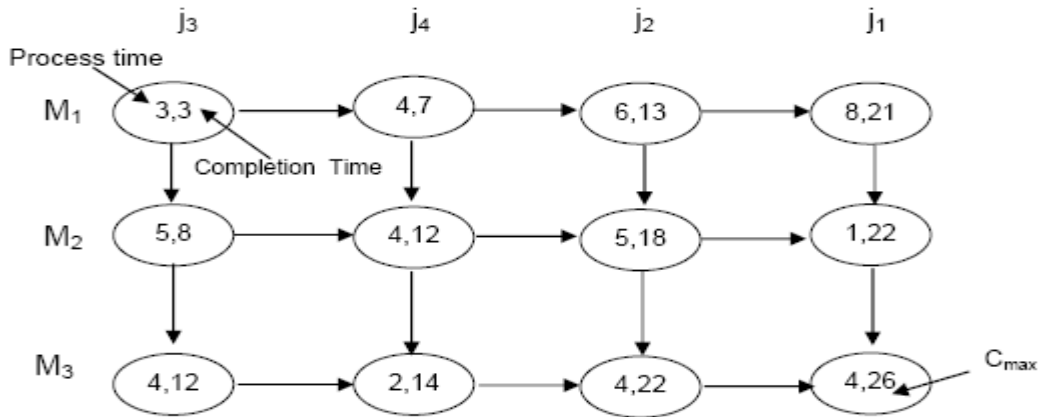 j₃ j₄ j₂ j₁
Process time
M₁ 3,3 4,7 6,13 8,21
Completion Time
M₂ 5,8 4,12 5,18 1,22
M₃ 4,12 2,14 4,22 4,26 Cₘₐₓ